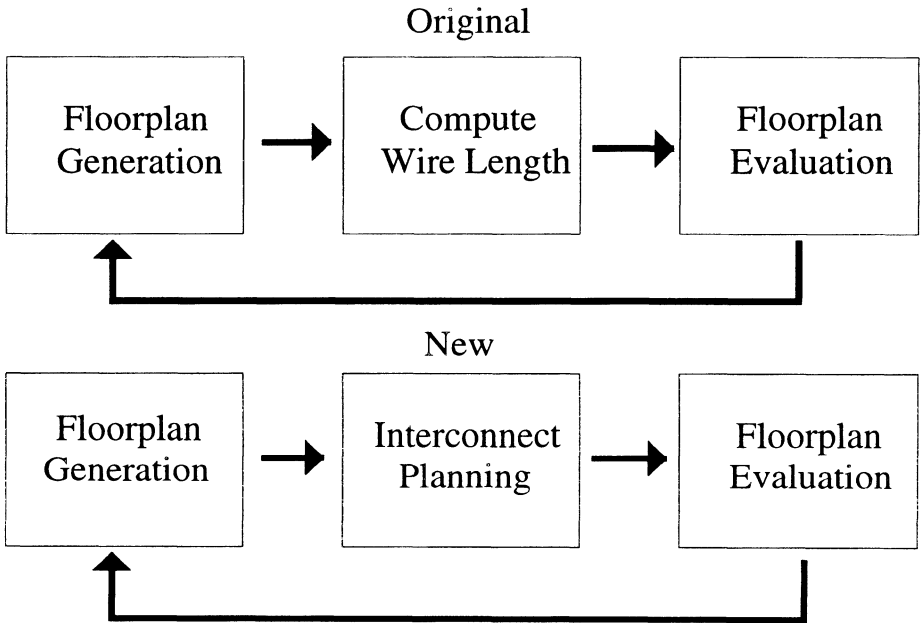 Original
Floorplan
Generation
Compute
Wire Length
Floorplan
Evaluation
New
Floorplan
Generation
Interconnect
Planning
Floorplan
Evaluation